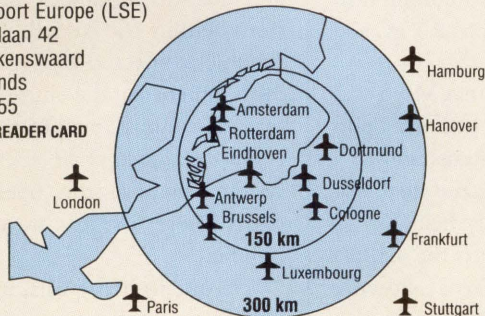 port Europe (LSE)
laan 42
kenswaard
nds
55
READER CARD
Hamburg
Amsterdam
Hanover
Rotterdam
Eindhoven
Dortmund
London
Dusseldorf
Antwerp
Cologne
Brussels
150 km
Frankfurt
Luxembourg
Paris
300 km
Stuttgart